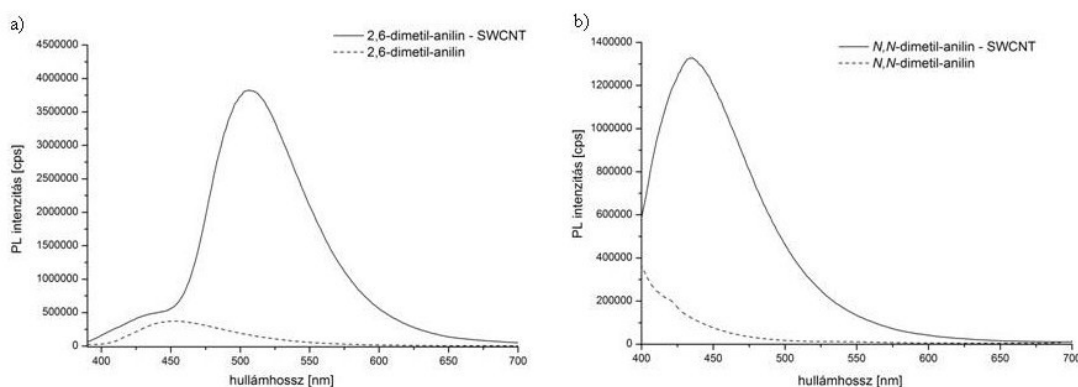 a)
2,6-dimetil-anilin - SWCNT
2,6-dimetil-anilin
PL intenzitás [cps]
4500000
4000000
3500000
3000000
2500000
2000000
1500000
1000000
500000
0
400 450 500 550 600 650 700
hullámhossz [nm]
b)
N,N-dimetil-anilin - SWCNT
N,N-dimetil-anilin
PL intenzitás [cps]
1400000
1200000
1000000
800000
600000
400000
200000
0
400 450 500 550 600 650 700
hullámhossz [nm]